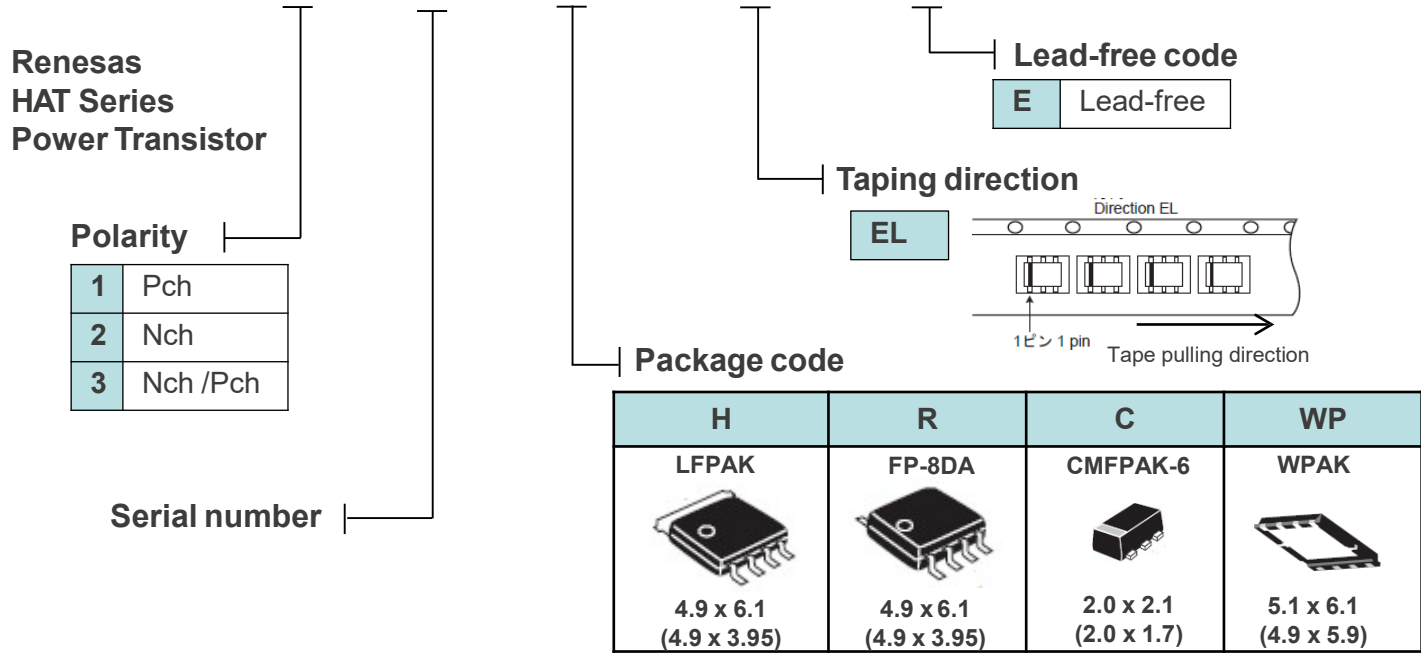 Renesas
HAT Series
Power Transistor
Lead-free code
E Lead-free
Taping direction
EL
Direction EL
1ピン 1 pin
Tape pulling direction
Polarity
1 Pch
2 Nch
3 Nch /Pch
Package code
H R C WP
LFPAK FP-8DA CMFPAK-6 WPAK
4.9 x 6.1 4.9 x 6.1 2.0 x 2.1 5.1 x 6.1
(4.9 x 3.95) (4.9 x 3.95) (2.0 x 1.7) (4.9 x 5.9)
Serial number